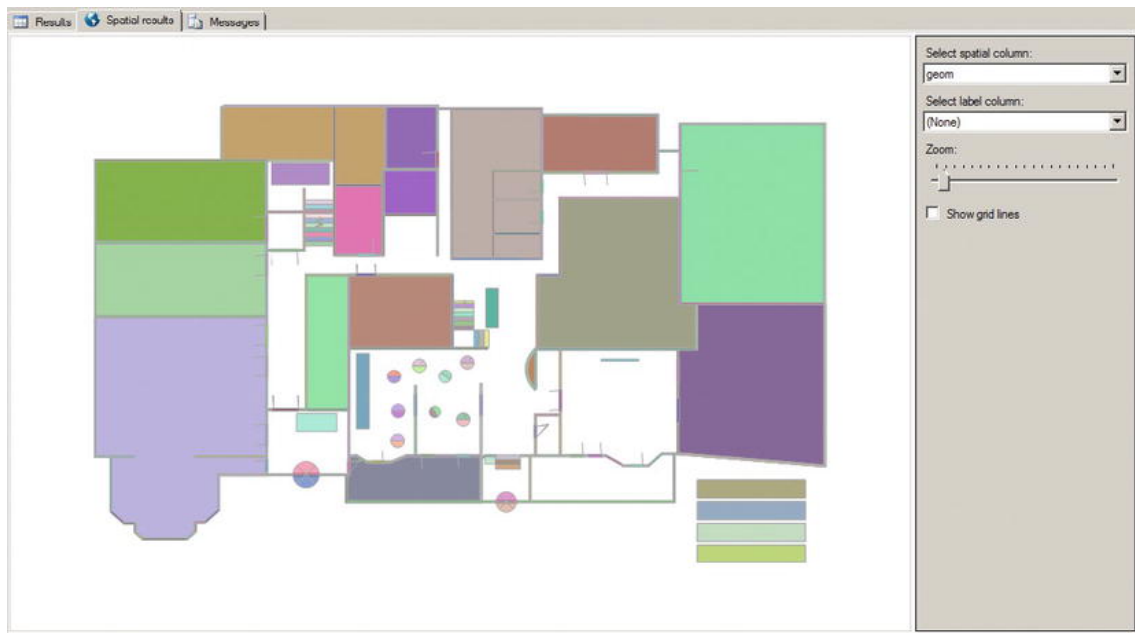 Results
Spatial results
Messages
Select spatial column:
geom
Select label column:
(None)
Zoom:
Show grid lines